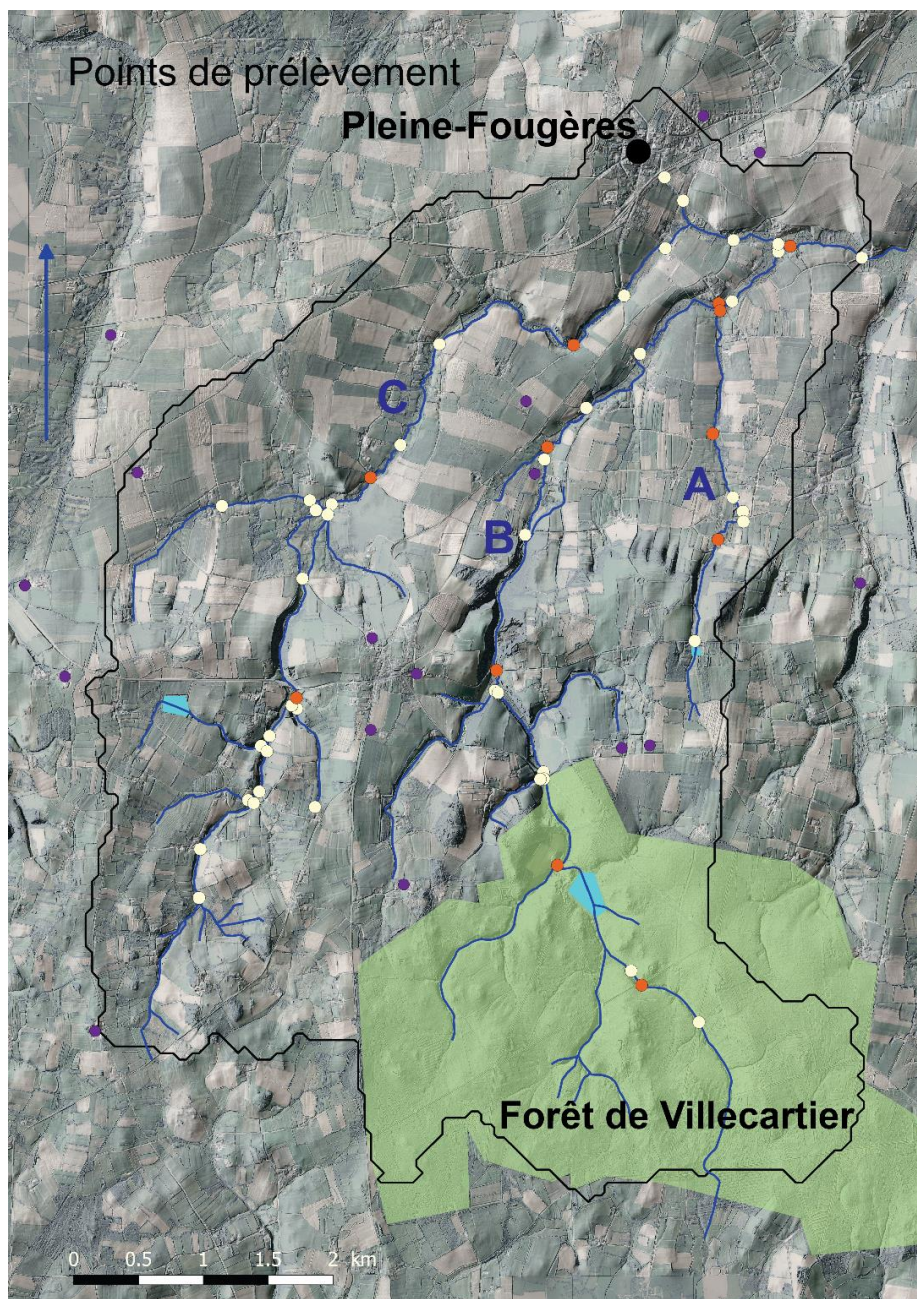 Points de prélèvement
Pleine-Fougères
C
A
B
Forêt de Villecartier
0 0.5 1 1.5 2 km